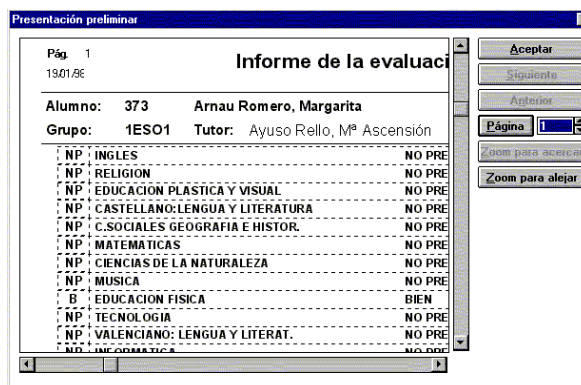 Presentación preliminar
Pág. 1
19/01/98
Informe de la evaluaci
Alumno: 373 Arnau Romero, Margarita
Grupo: 1ESO1 Tutor: Ayuso Rello, Mª Ascensión
NP INGLES NO PRE
NP RELIGION NO PRE
NP EDUCACION PLASTICA Y VISUAL NO PRE
NP CASTELLANO:LENGUA Y LITERATURA NO PRE
NP C.SOCIALES GEOGRAFIA E HISTOR. NO PRE
NP MATEMATICAS NO PRE
NP CIENCIAS DE LA NATURALEZA NO PRE
NP MUSICA NO PRE
B EDUCACION FISICA BIEN
NP TECNOLOGIA NO PRE
NP VALENCIANO: LENGUA Y LITERAT. NO PRE
NP INFORMATICA NO PRE
Aceptar
Siguiente
Anterior
Página 1
Zoom para acercar
Zoom para alejar